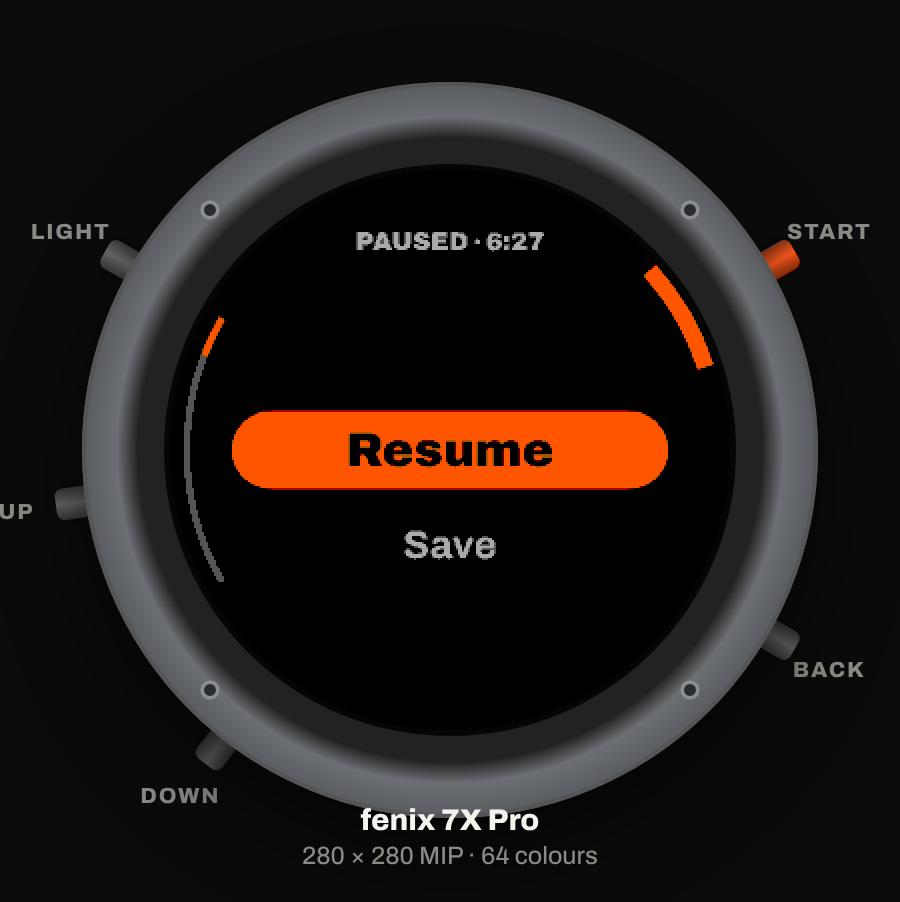 PAUSED · 6:27
LIGHT
START
Resume
UP
Save
BACK
DOWN
fenix 7X Pro
280 × 280 MIP · 64 colours